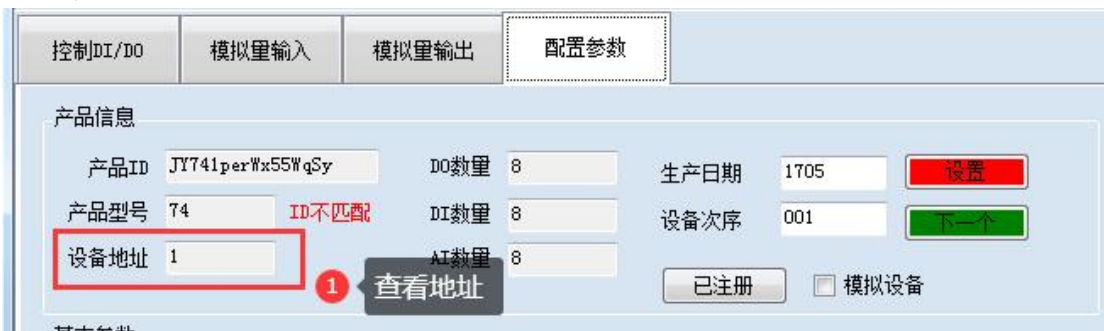 控制DI/DO 模拟量输入 模拟量输出 配置参数
产品信息
产品ID JY741perWx55WqSy DO数量 8 生产日期 1705 设置
产品型号 74 ID不匹配 DI数量 8 设备次序 001 下一个
设备地址 1 AI数量 8
1 查看地址 已注册 模拟设备
基本参数